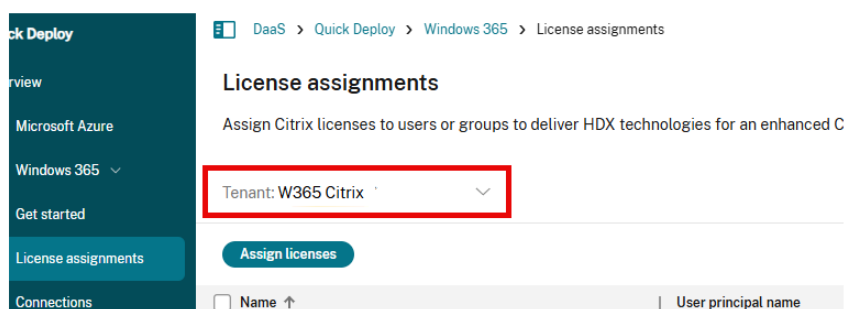 ck Deploy
DaaS > Quick Deploy > Windows 365 > License assignments
rview
License assignments
Microsoft Azure
Assign Citrix licenses to users or groups to deliver HDX technologies for an enhanced C
Windows 365
Tenant: W365 Citrix
Get started
License assignments
Assign licenses
Connections
Name ↑
User principal name